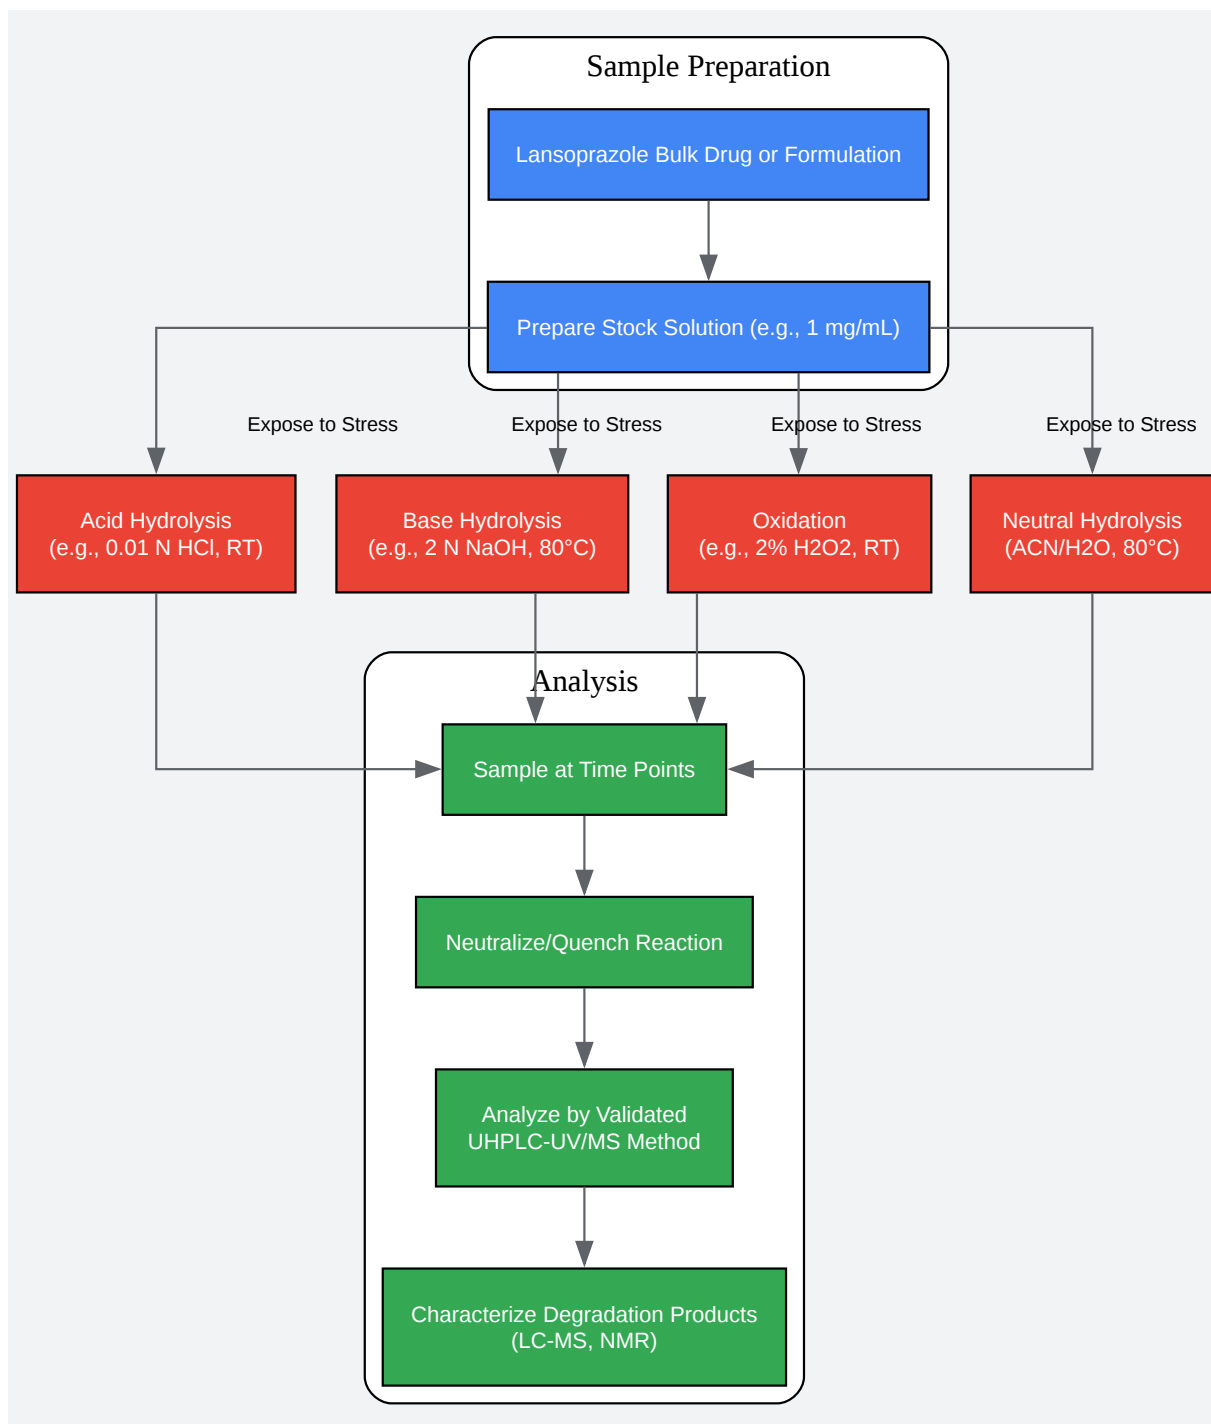 Sample Preparation
Lansoprazole Bulk Drug or Formulation
Prepare Stock Solution (e.g., 1 mg/mL)
Expose to Stress
Expose to Stress
Expose to Stress
Expose to Stress
Acid Hydrolysis
(e.g., 0.01 N HCl, RT)
Base Hydrolysis
(e.g., 2 N NaOH, 80°C)
Oxidation
(e.g., 2% H2O2, RT)
Neutral Hydrolysis
(ACN/H2O, 80°C)
Analysis
Sample at Time Points
Neutralize/Quench Reaction
Analyze by Validated
UHPLC-UV/MS Method
Characterize Degradation Products
(LC-MS, NMR)